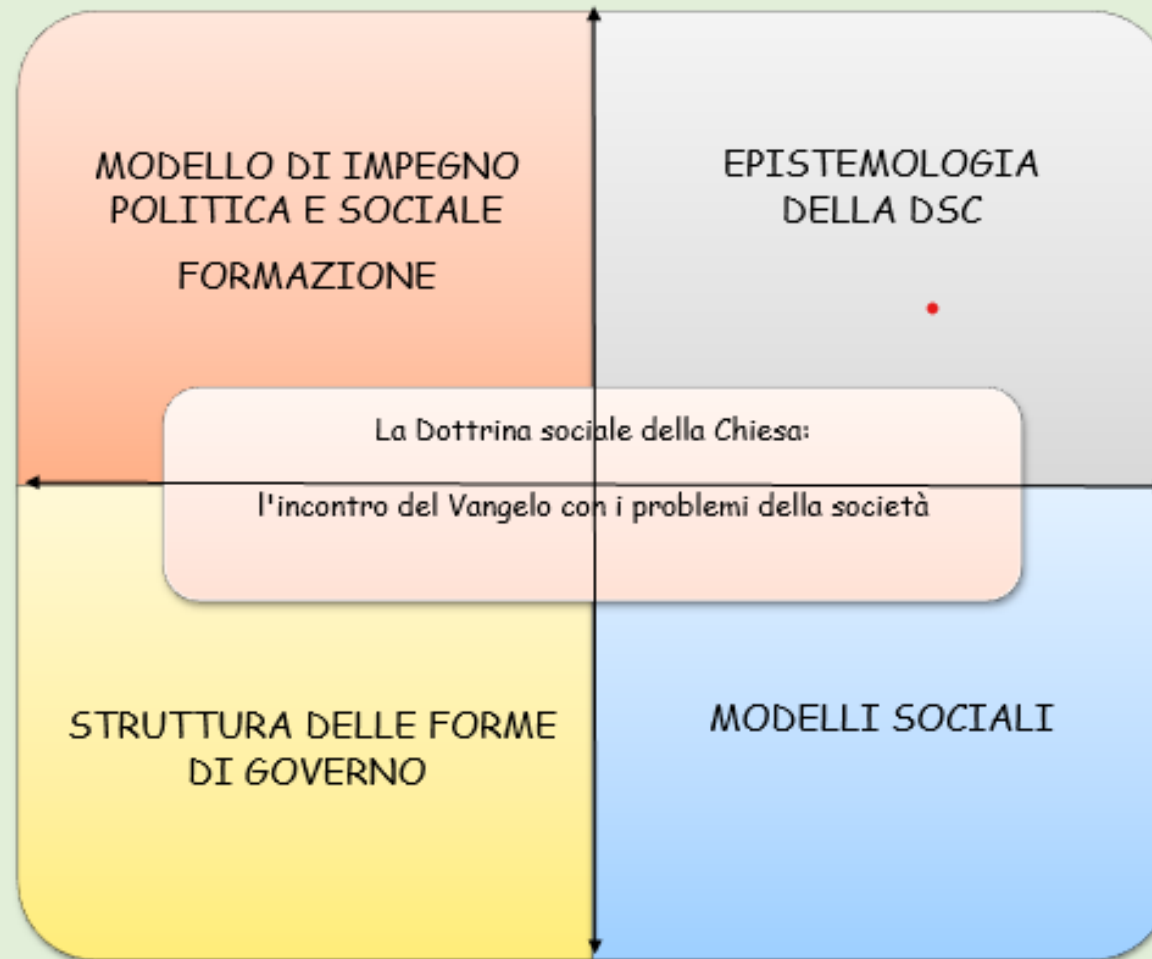 MODELLO DI IMPEGNO
POLITICA E SOCIALE
FORMAZIONE
EPISTEMOLOGIA
DELLA DSC
La Dottrina sociale della Chiesa:
l'incontro del Vangelo con i problemi della società
STRUTTURA DELLE FORME
DI GOVERNO
MODELLI SOCIALI